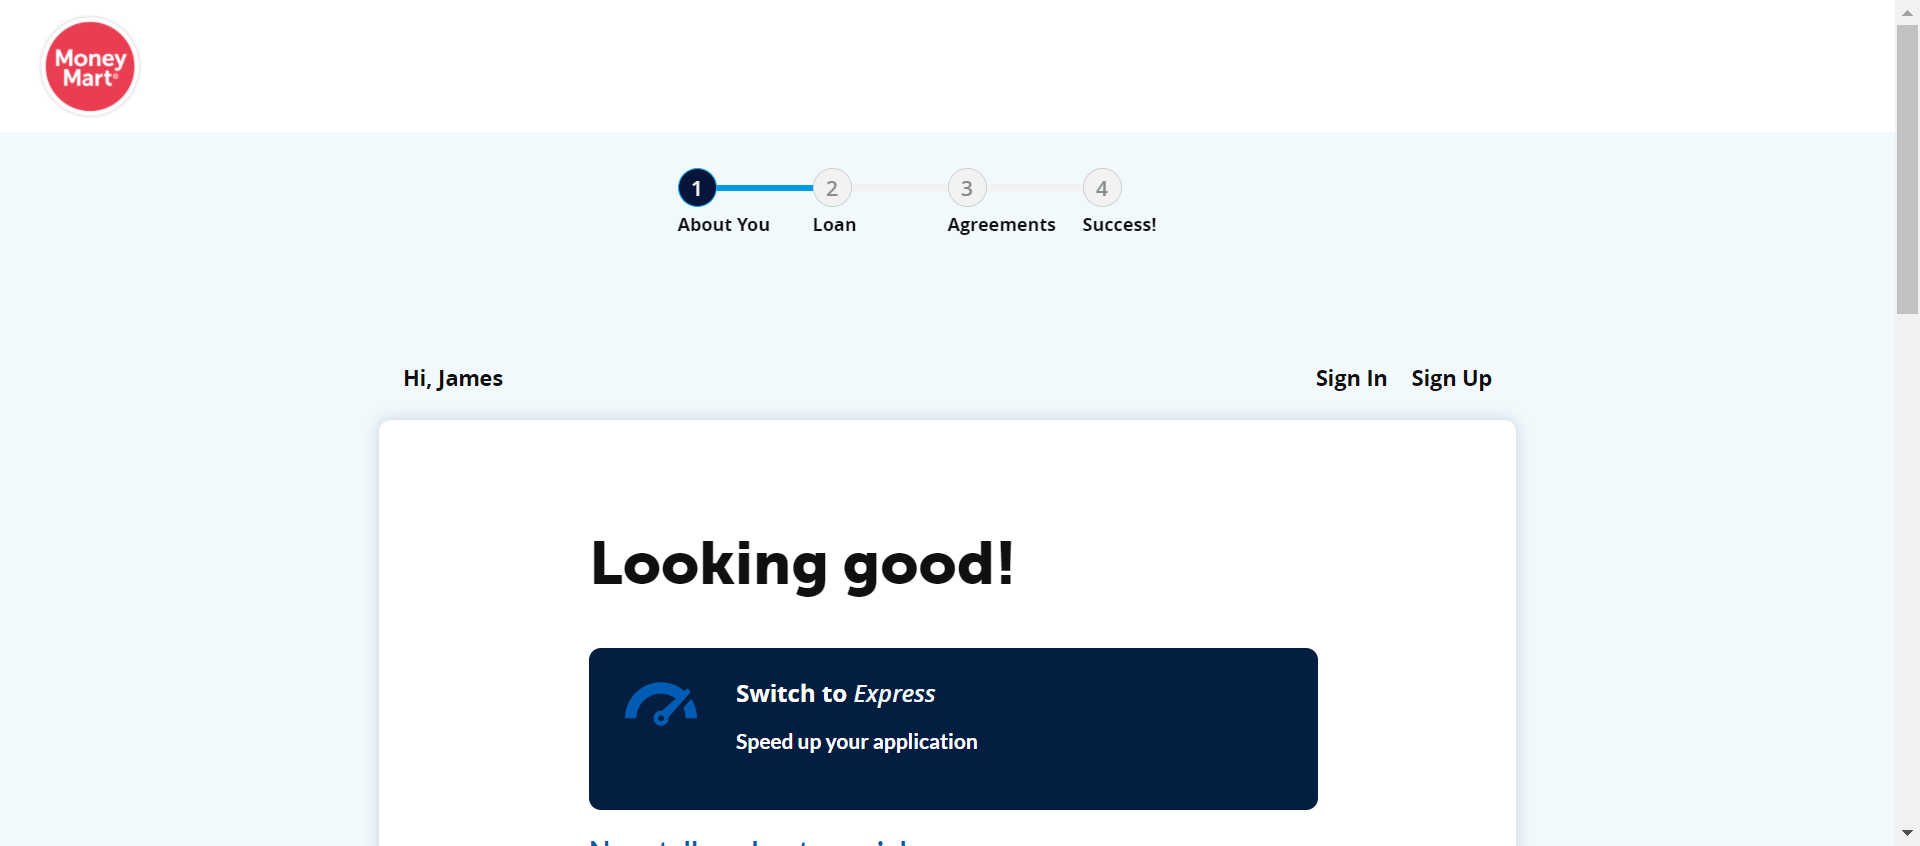 Money
Mart®
1
2
3
4
About You
Loan
Agreements
Success!
Hi, James
Sign In
Sign Up
Looking good!
Switch to Express
Speed up your application